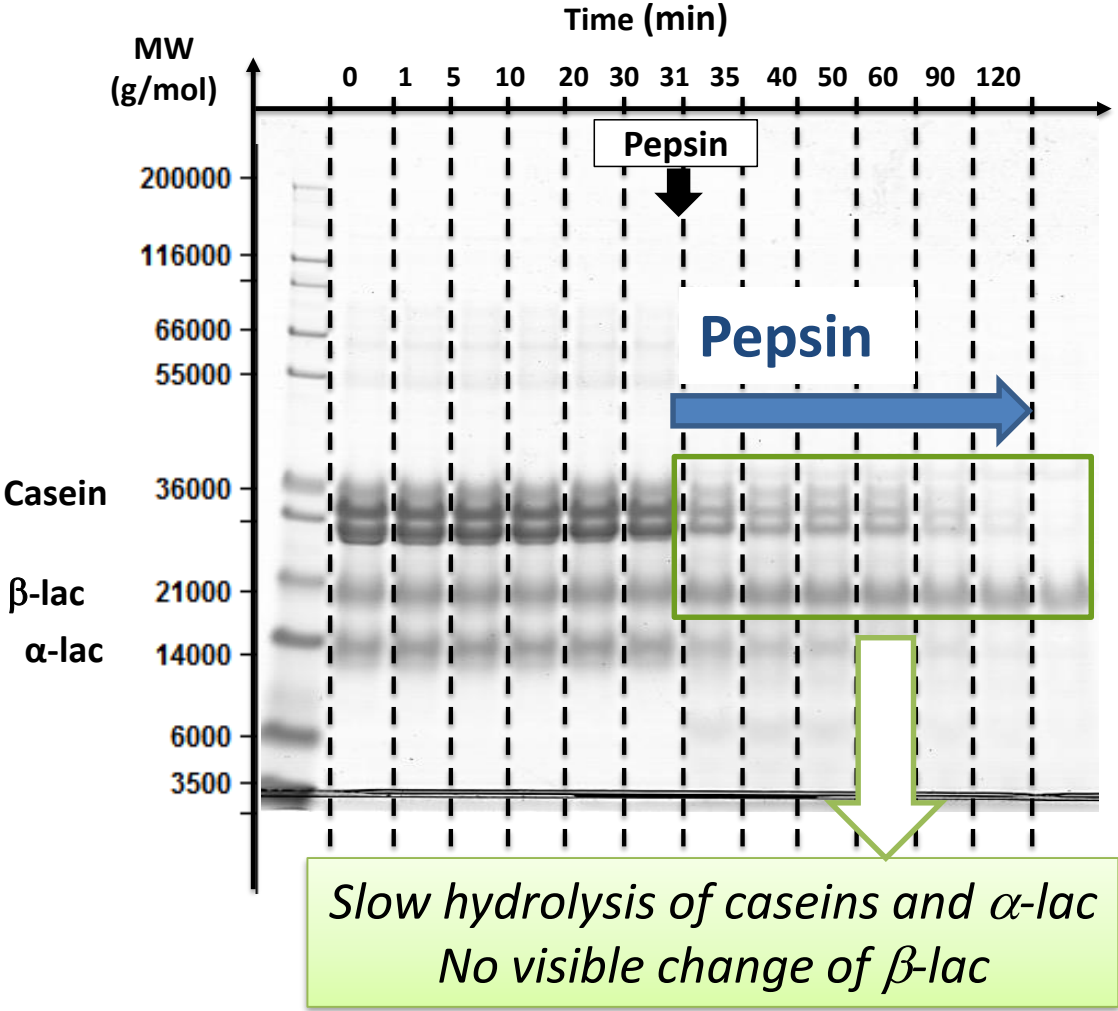 Time (min)
MW
(g/mol)
0 1 5 10 20 30 31 35 40 50 60 90 120
Pepsin
200000
116000
Pepsin
66000
55000
Casein
36000
β-lac
21000
α-lac
14000
6000
3500
Slow hydrolysis of caseins and α-lac
No visible change of β-lac